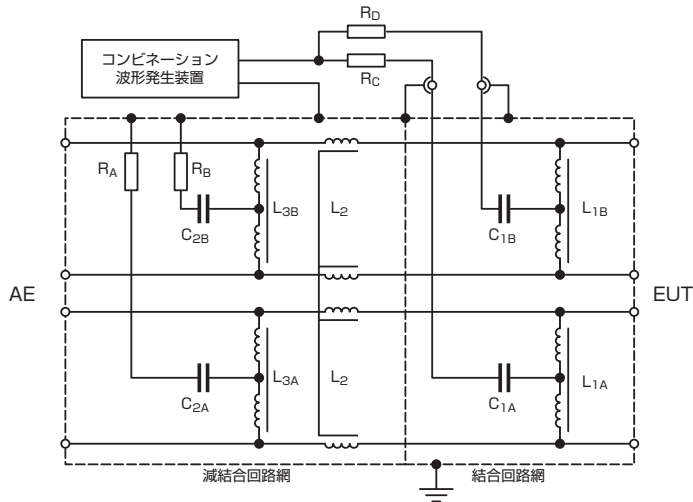 RD
コンビネーション
波形発生装置
RC
RA
RB
L3B
L2
L1B
C2B
C1B
AE
EUT
L3A
L2
L1A
C2A
C1A
減結合回路網
結合回路網